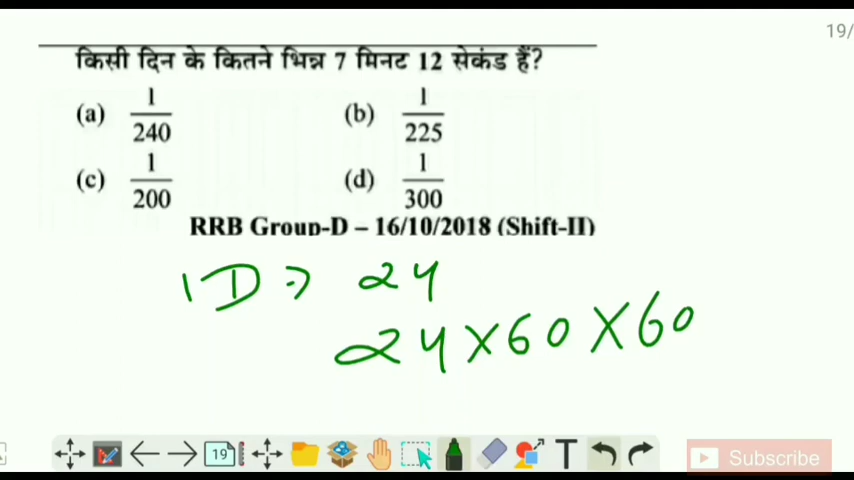 19/
किसी दिन के कितने भिन्न 7 मिनट 12 सेकंड हैं?
(a) 1/240 (b) 1/225
(c) 1/200 (d) 1/300
RRB Group-D – 16/10/2018 (Shift-II)
1D ⇒ 24
24×60×60
19
T
Subscribe